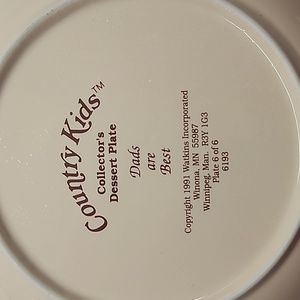 Country Kids™
Collector's
Dessert Plate
Dads
are
Best
Copyright 1991 Watkins Incorporated
Winona, MN 55987
Winnipeg, Man. R3Y 1G3
Plate 6 of 6
6193